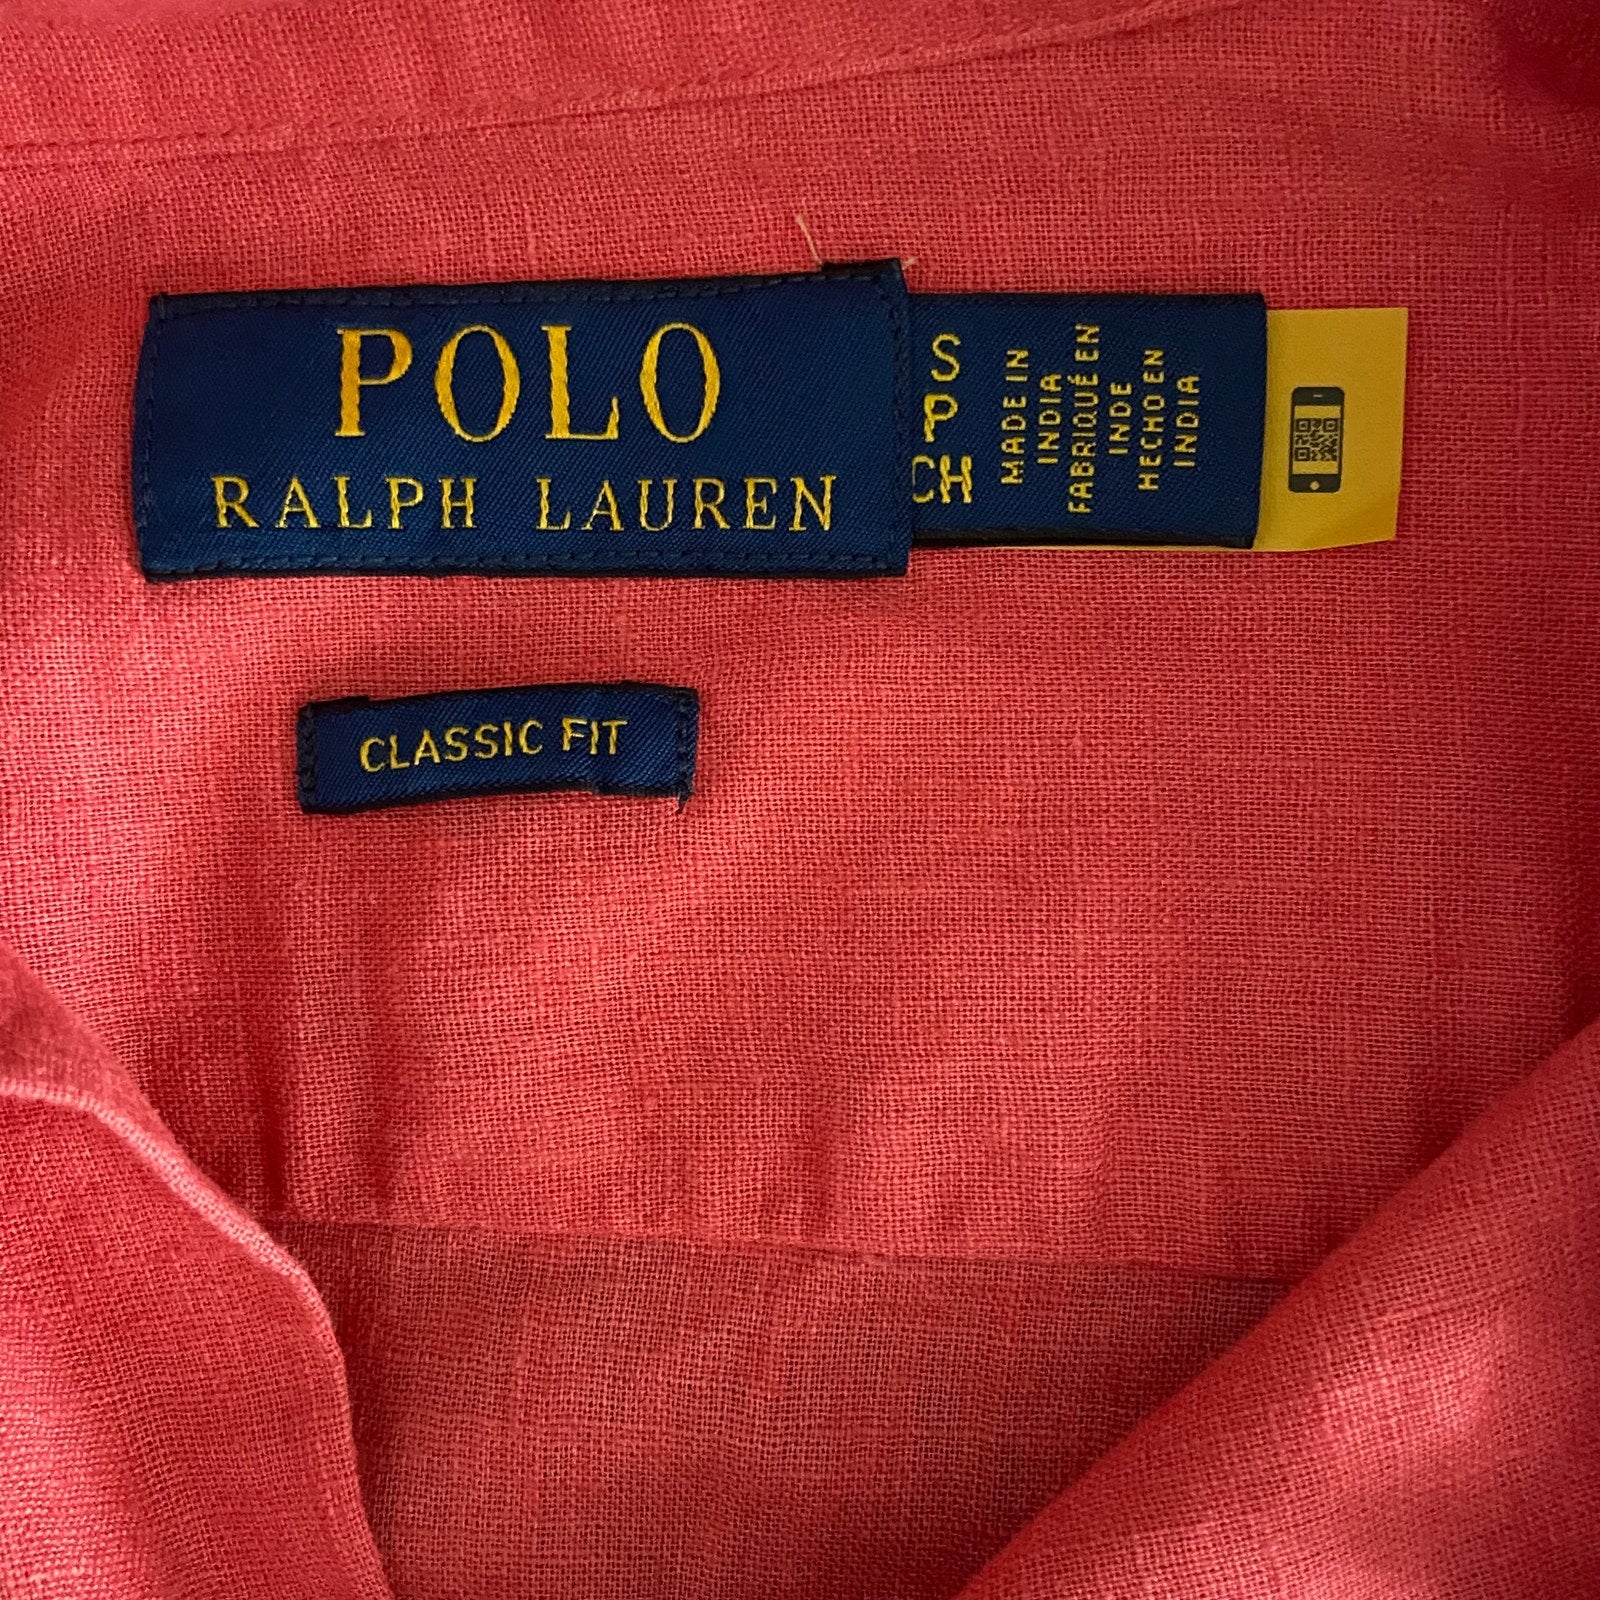 POLO
RALPH LAUREN
S
P
CH
MADE IN
INDIA
FABRIQUÉ EN
INDE
HECHO EN
INDIA
CLASSIC FIT